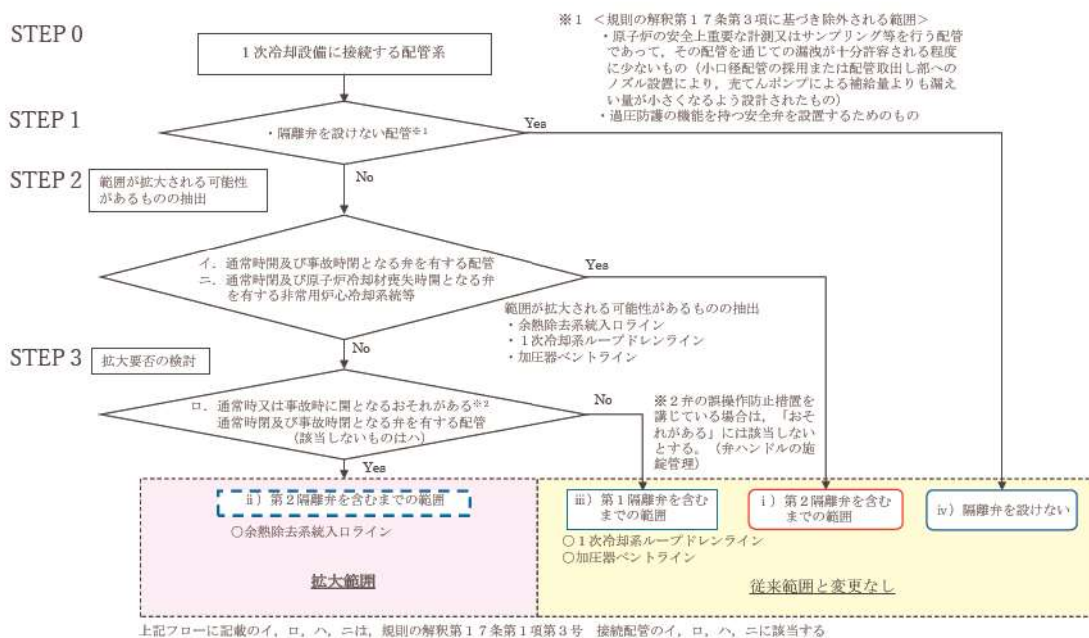 STEP 0
1次冷却設備に接続する配管系
※1 <規則の解釈第17条第3項に基づき除外される範囲>
・原子炉の安全上重要な計測又はサンプリング等を行う配管
であって,その配管を通じての漏洩が十分許容される程度
に少ないもの(小口径配管の採用または配管取出し部への
ノズル設置により,充てんポンプによる補給量よりも漏え
い量が小さくなるよう設計されたもの)
・過圧防護の機能を持つ安全弁を設置するためのもの
STEP 1
・隔離弁を設けない配管※1
Yes
No
STEP 2
範囲が拡大される可能性
があるものの抽出
イ.通常時開及び事故時閉となる弁を有する配管
ニ.通常時閉及び原子炉冷却材喪失時開となる弁
を有する非常用炉心冷却系統等
Yes
範囲が拡大される可能性があるものの抽出
・余熱除去系統入口ライン
・1次冷却系ループドレンライン
・加圧器ベントライン
No
STEP 3
拡大要否の検討
ロ.通常時又は事故時に開となるおそれがある※2
通常時閉及び事故時閉となる弁を有する配管
(該当しないものはハ)
No
※2弁の誤操作防止措置を
講じている場合は,「お
それがある」には該当しない
とする。(弁ハンドルの施
錠管理)
Yes
ⅱ)第2隔離弁を含むまでの範囲
○余熱除去系統入口ライン
拡大範囲
ⅲ)第1隔離弁を含む
までの範囲
○1次冷却系ループドレンライン
○加圧器ベントライン
ⅰ)第2隔離弁を含む
までの範囲
ⅳ)隔離弁を設けない
従来範囲と変更なし
上記フローに記載のイ,ロ,ハ,ニは,規則の解釈第17条第1項第3号 接続配管のイ,ロ,ハ,ニに該当する